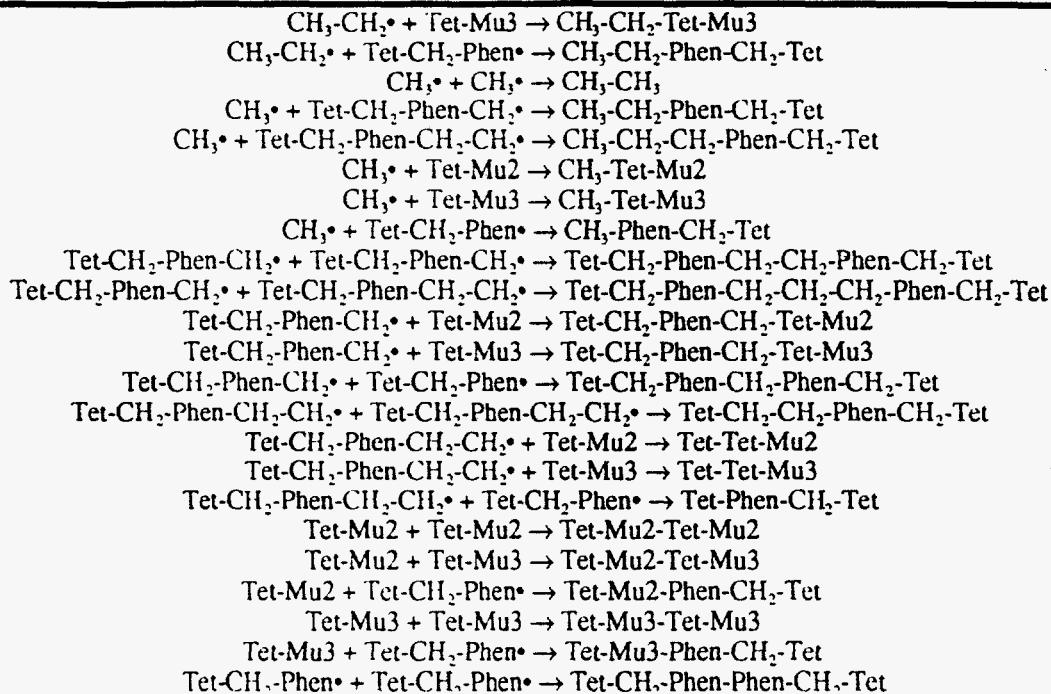 CH₃-CH₂• + Tet-Mu3 → CH₃-CH₂-Tet-Mu3
CH₃-CH₂• + Tet-CH₂-Phen• → CH₃-CH₂-Phen-CH₂-Tet
CH₃• + CH₃• → CH₃-CH₃
CH₃• + Tet-CH₂-Phen-CH₂• → CH₃-CH₂-Phen-CH₂-Tet
CH₃• + Tet-CH₂-Phen-CH₂-CH₂• → CH₃-CH₂-CH₂-Phen-CH₂-Tet
CH₃• + Tet-Mu2 → CH₃-Tet-Mu2
CH₃• + Tet-Mu3 → CH₃-Tet-Mu3
CH₃• + Tet-CH₂-Phen• → CH₃-Phen-CH₂-Tet
Tet-CH₂-Phen-CH₂• + Tet-CH₂-Phen-CH₂• → Tet-CH₂-Phen-CH₂-CH₂-Phen-CH₂-Tet
Tet-CH₂-Phen-CH₂• + Tet-CH₂-Phen-CH₂-CH₂• → Tet-CH₂-Phen-CH₂-CH₂-CH₂-Phen-CH₂-Tet
Tet-CH₂-Phen-CH₂• + Tet-Mu2 → Tet-CH₂-Phen-CH₂-Tet-Mu2
Tet-CH₂-Phen-CH₂• + Tet-Mu3 → Tet-CH₂-Phen-CH₂-Tet-Mu3
Tet-CH₂-Phen-CH₂• + Tet-CH₂-Phen• → Tet-CH₂-Phen-CH₂-Phen-CH₂-Tet
Tet-CH₂-Phen-CH₂-CH₂• + Tet-CH₂-Phen-CH₂-CH₂• → Tet-CH₂-CH₂-Phen-CH₂-Tet
Tet-CH₂-Phen-CH₂-CH₂• + Tet-Mu2 → Tet-Tet-Mu2
Tet-CH₂-Phen-CH₂-CH₂• + Tet-Mu3 → Tet-Tet-Mu3
Tet-CH₂-Phen-CH₂-CH₂• + Tet-CH₂-Phen• → Tet-Phen-CH₂-Tet
Tet-Mu2 + Tet-Mu2 → Tet-Mu2-Tet-Mu2
Tet-Mu2 + Tet-Mu3 → Tet-Mu2-Tet-Mu3
Tet-Mu2 + Tet-CH₂-Phen• → Tet-Mu2-Phen-CH₂-Tet
Tet-Mu3 + Tet-Mu3 → Tet-Mu3-Tet-Mu3
Tet-Mu3 + Tet-CH₂-Phen• → Tet-Mu3-Phen-CH₂-Tet
Tet-CH₂-Phen• + Tet-CH₂-Phen• → Tet-CH₂-Phen-Phen-CH₂-Tet